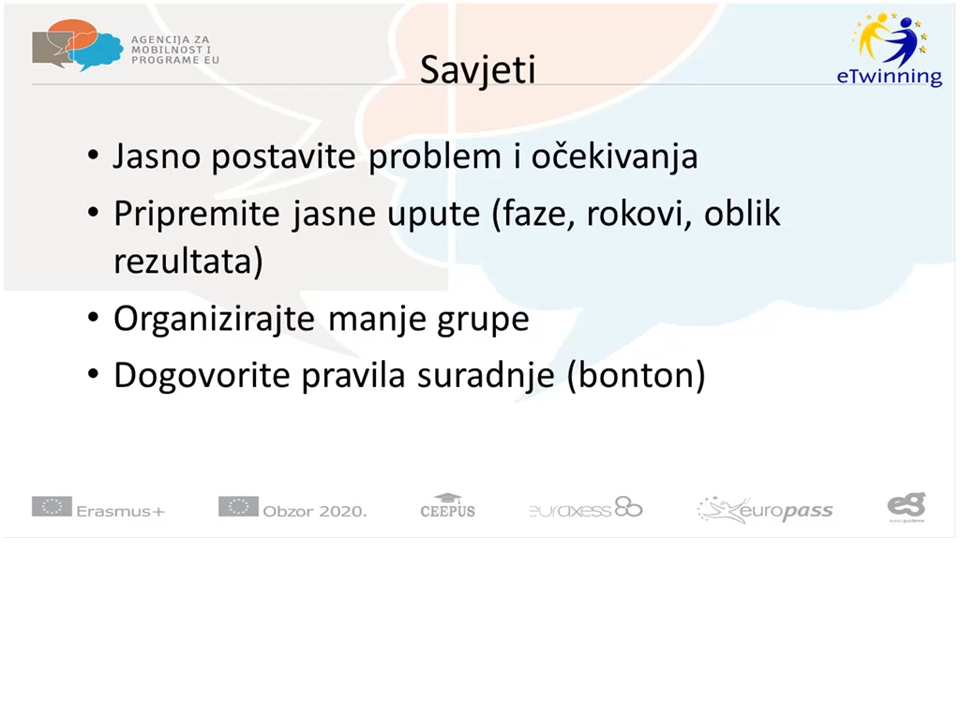 AGENCIJA ZA
MOBILNOST I
PROGRAME EU
eTwinning
Savjeti
• Jasno postavite problem i očekivanja
• Pripremite jasne upute (faze, rokovi, oblik
rezultata)
• Organizirajte manje grupe
• Dogovorite pravila suradnje (bonton)
Erasmus+
Obzor 2020.
CEEPUS
euraxess
europass
eg